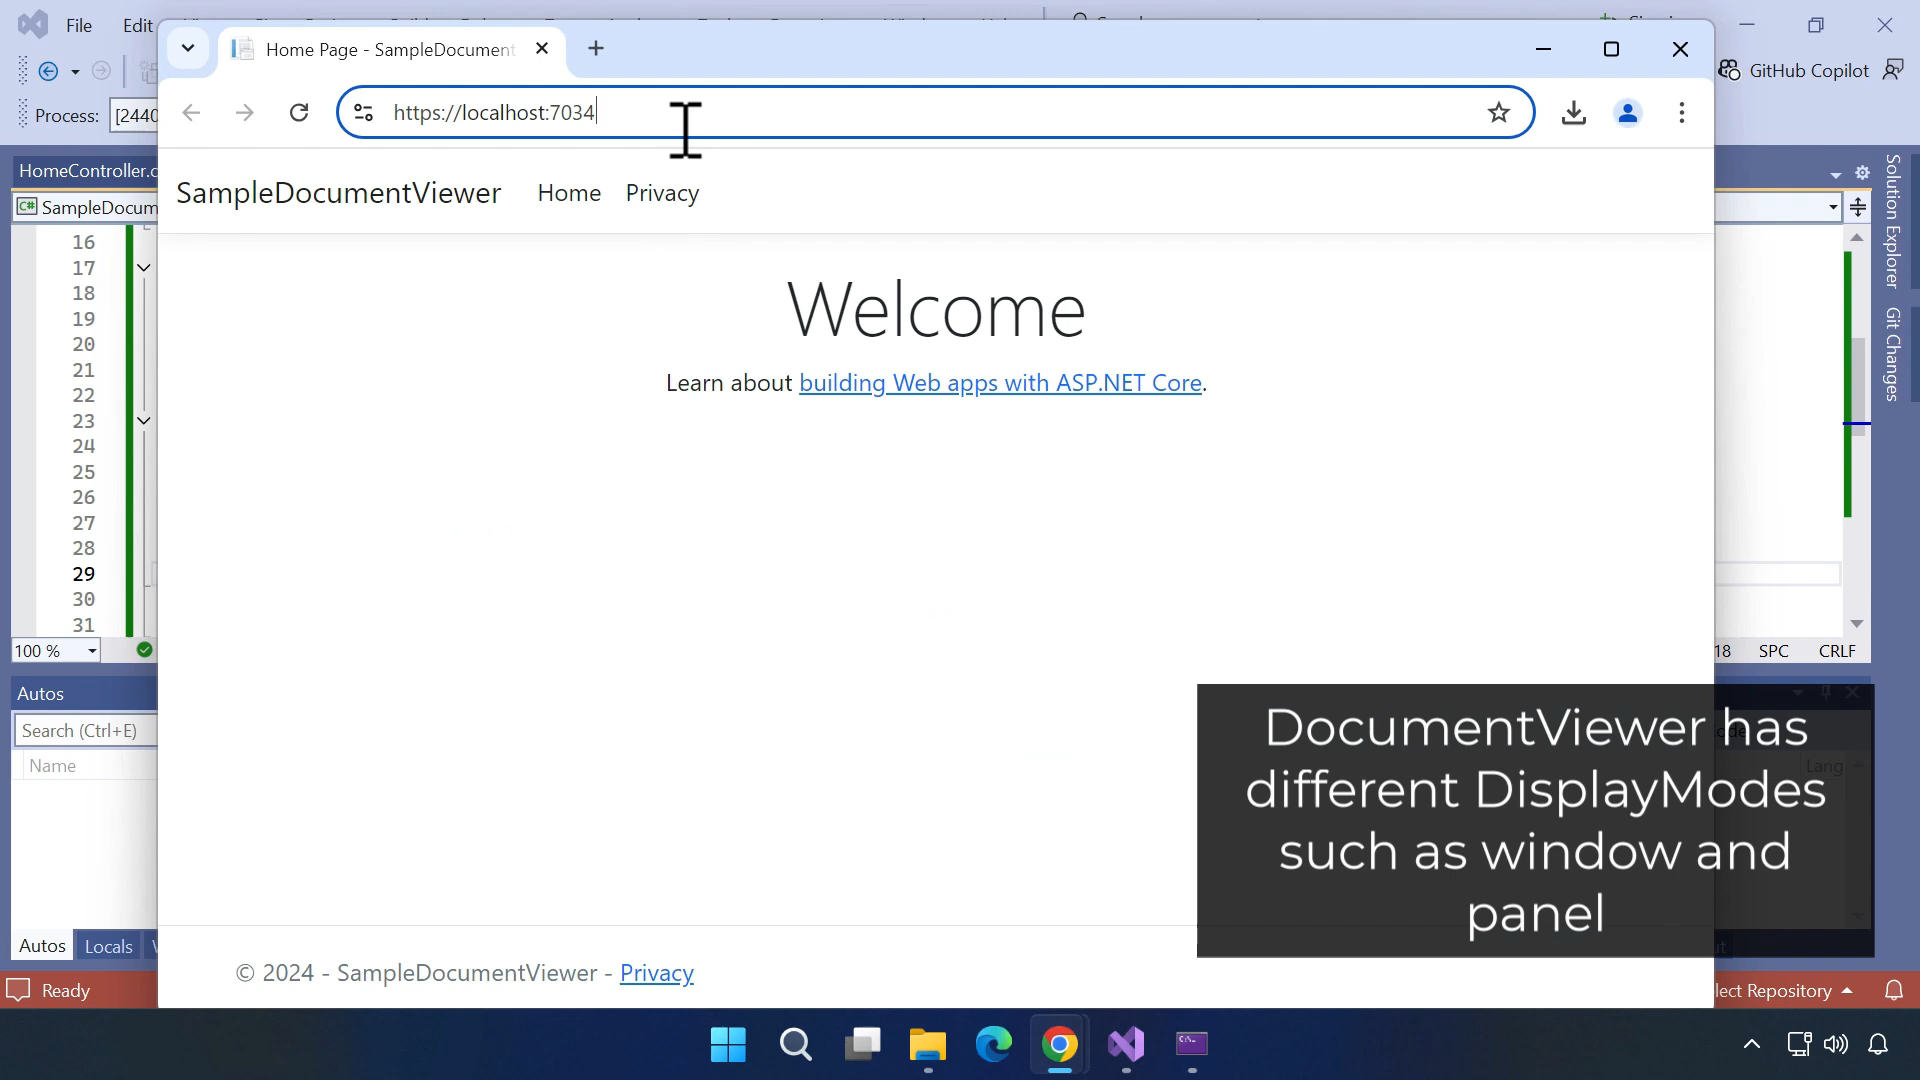 File Edit
Home Page - SampleDocument
GitHub Copilot
Process: [2440
https://localhost:7034
HomeController.c
SampleDocumentViewer Home Privacy
SampleDocum
Solution Explorer
Git Changes
16
17
18
19
20
21
22
23
24
25
26
27
28
29
30
31
Welcome
Learn about building Web apps with ASP.NET Core.
100 %
18 SPC CRLF
Autos
Search (Ctrl+E)
Name
Lang
DocumentViewer has
different DisplayModes
such as window and
panel
Autos Locals
© 2024 - SampleDocumentViewer - Privacy
Ready
lect Repository